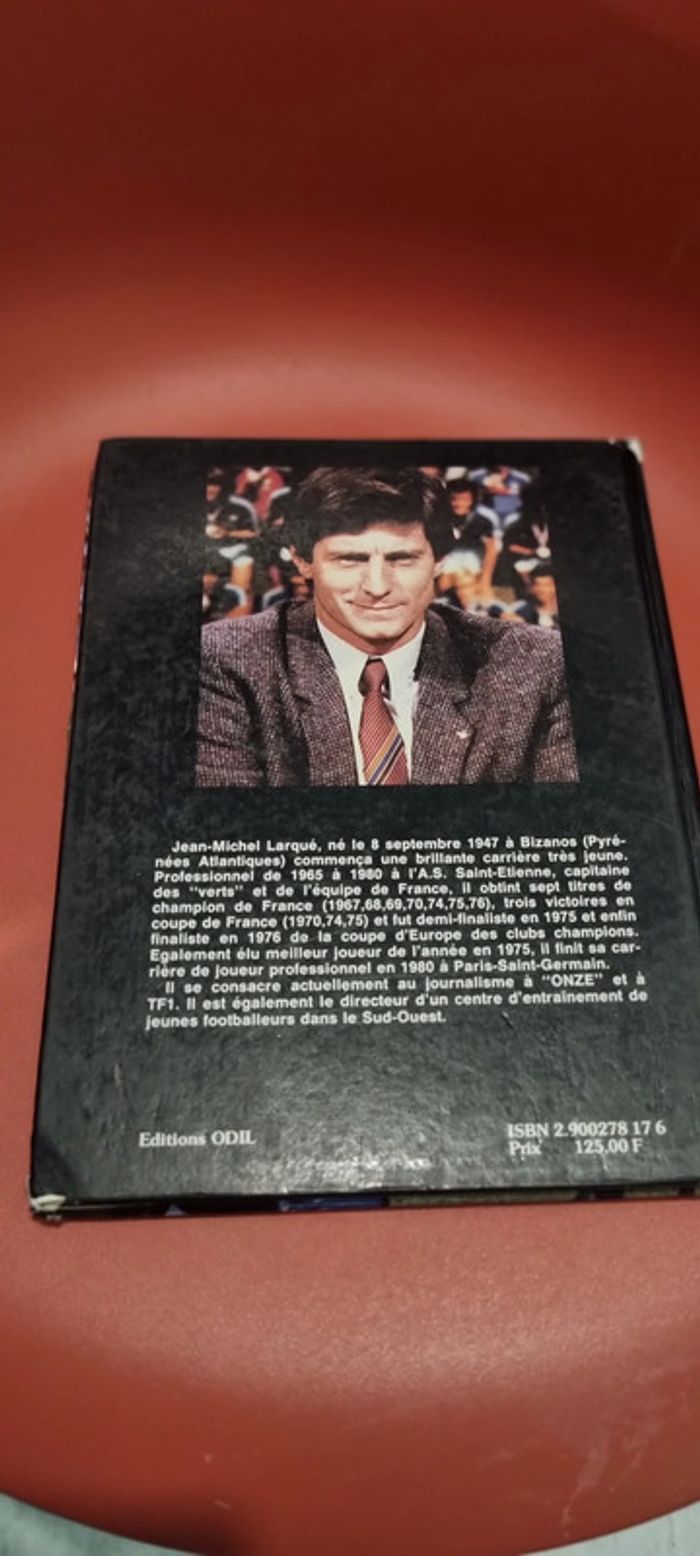 Jean-Michel Larqué, né le 8 septembre 1947 à Bizanos (Pyré-
nées Atlantiques) commença une brillante carrière très jeune.
Professionnel de 1965 à 1980 à l'A.S. Saint-Etienne, capitaine
des "verts" et de l'équipe de France, il obtint sept titres de
champion de France (1967,68,69,70,74,75,76), trois victoires en
coupe de France (1970,74,75) et fut demi-finaliste en 1975 et enfin
finaliste en 1976 de la coupe d'Europe des clubs champions.
Egalement élu meilleur joueur de l'année en 1975, il finit sa car-
rière de joueur professionnel en 1980 à Paris-Saint-Germain.
Il se consacre actuellement au journalisme à "ONZE" et à
TF1. Il est également le directeur d'un centre d'entraînement de
jeunes footballeurs dans le Sud-Ouest.
Editions ODIL
ISBN 2.900278 17 6
Prix 125,00 F